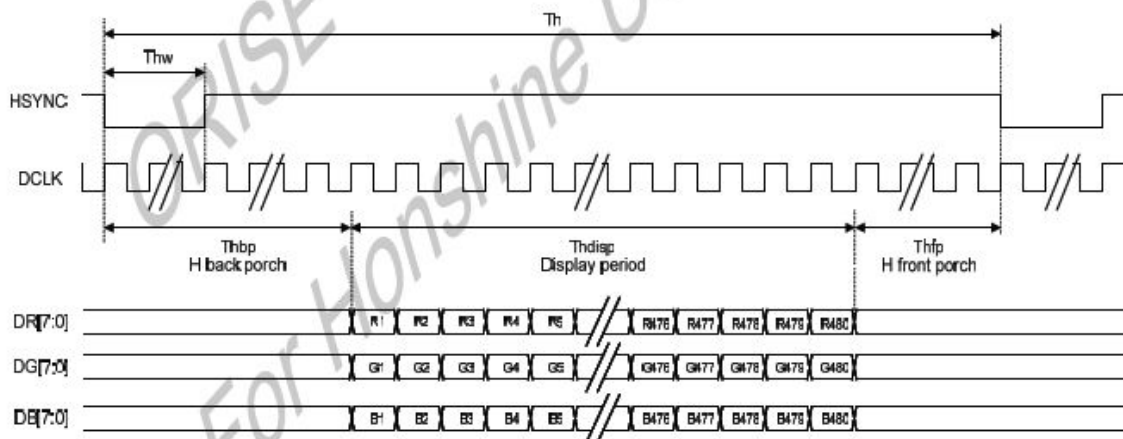 Th
Thw
HSYNC
DCLK
Thbp
H back porch
Thdisp
Display period
Thfp
H front porch
DR[7:0] R1 R2 R3 R4 R5 R476 R477 R478 R479 R480
DG[7:0] G1 G2 G3 G4 G5 G476 G477 G478 G479 G480
DB[7:0] B1 B2 B3 B4 B5 B476 B477 B478 B479 B480
ORISE
For Honshine